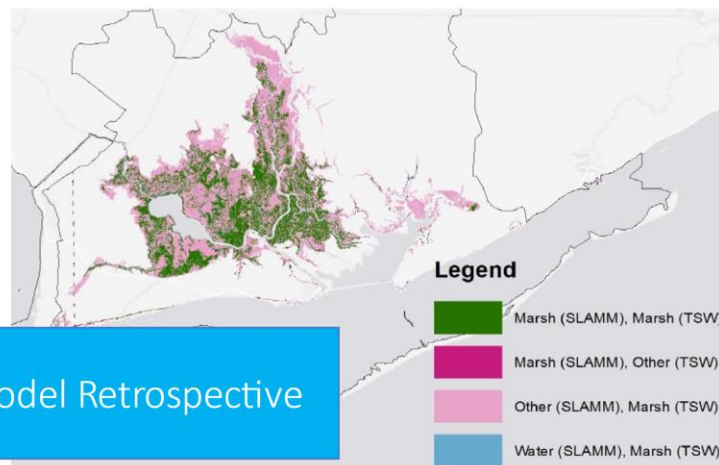 Legend
Marsh (SLAMM), Marsh (TSW)
Marsh (SLAMM), Other (TSW)
Other (SLAMM), Marsh (TSW)
Water (SLAMM), Marsh (TSW)
odel Retrospective